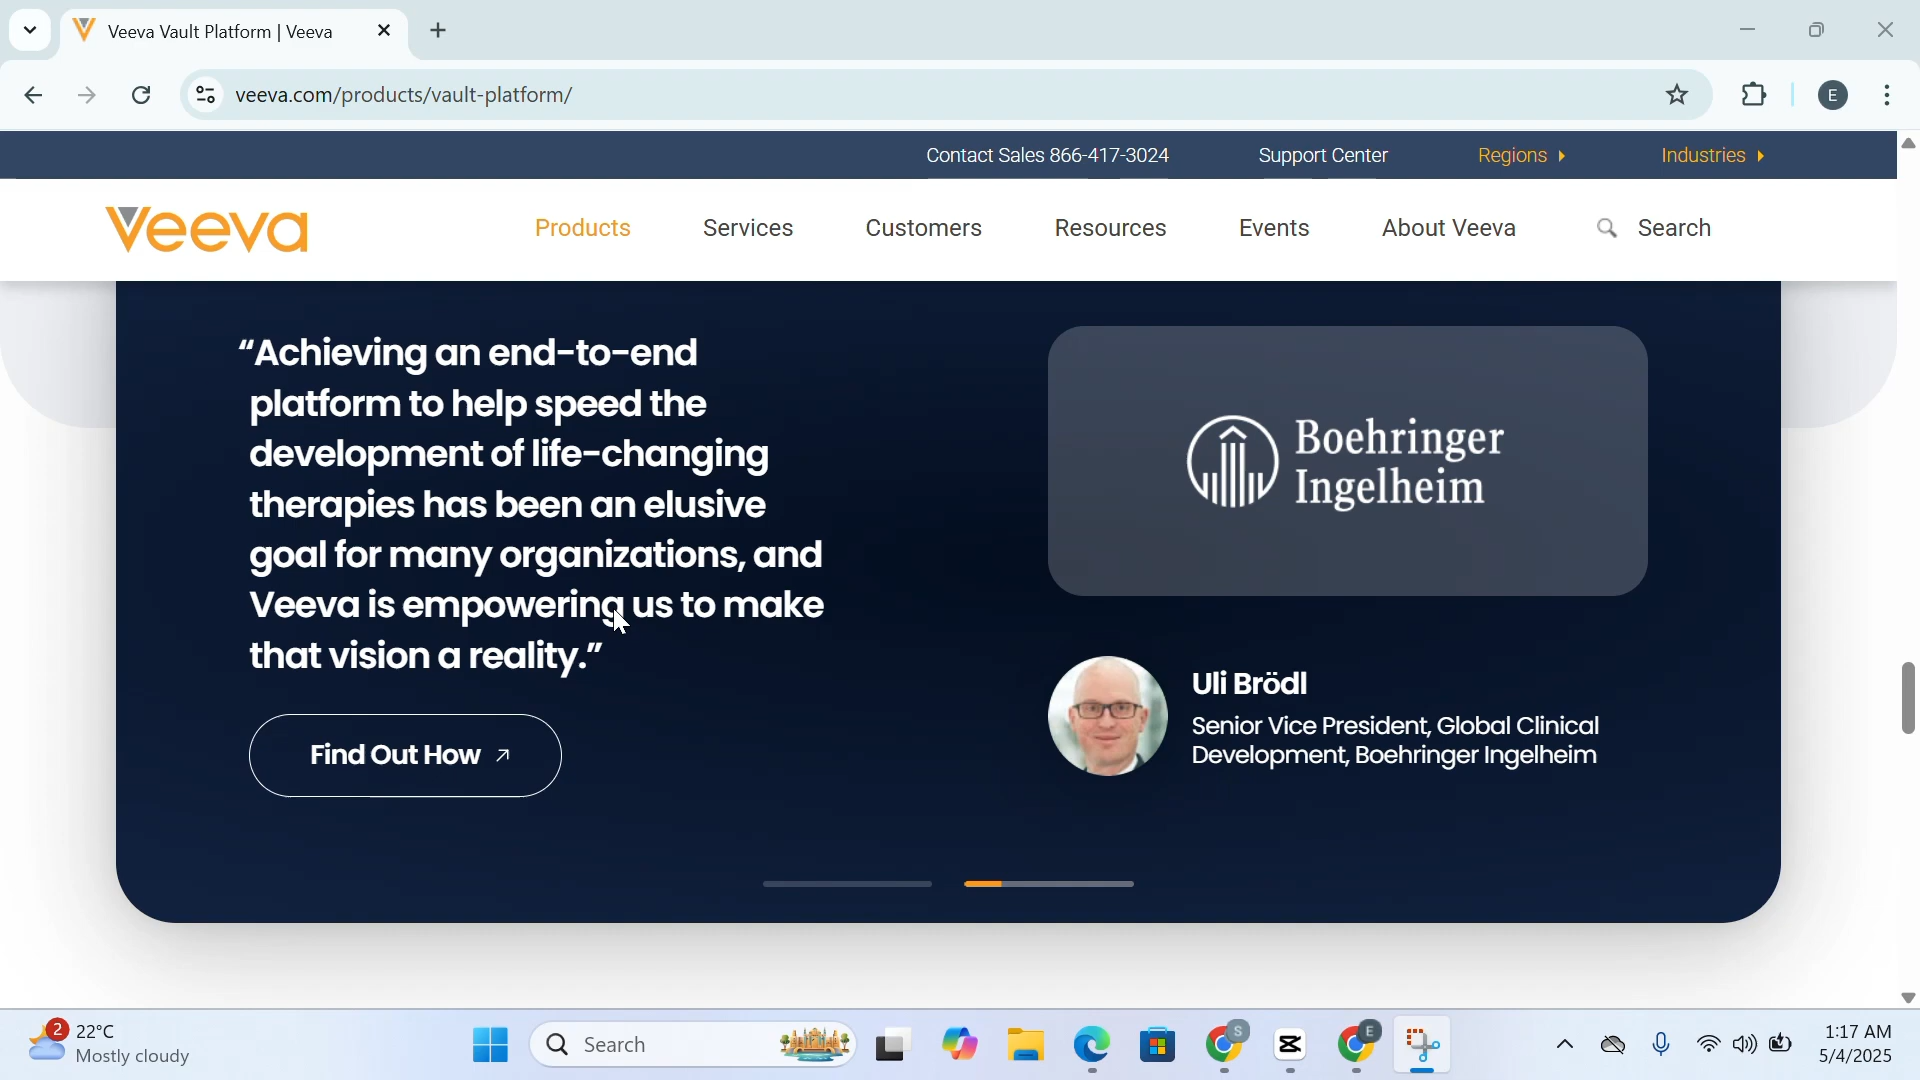 Veeva Vault Platform | Veeva
veeva.com/products/vault-platform/
E
Contact Sales 866-417-3024
Support Center
Regions
Industries
Veeva
Products
Services
Customers
Resources
Events
About Veeva
Search
“Achieving an end-to-end
platform to help speed the
development of life-changing
therapies has been an elusive
goal for many organizations, and
Veeva is empowering us to make
that vision a reality.”
Find Out How
Boehringer
Ingelheim
Uli Brödl
Senior Vice President, Global Clinical
Development, Boehringer Ingelheim
2
22°C
Mostly cloudy
Search
S
E
1:17 AM
5/4/2025